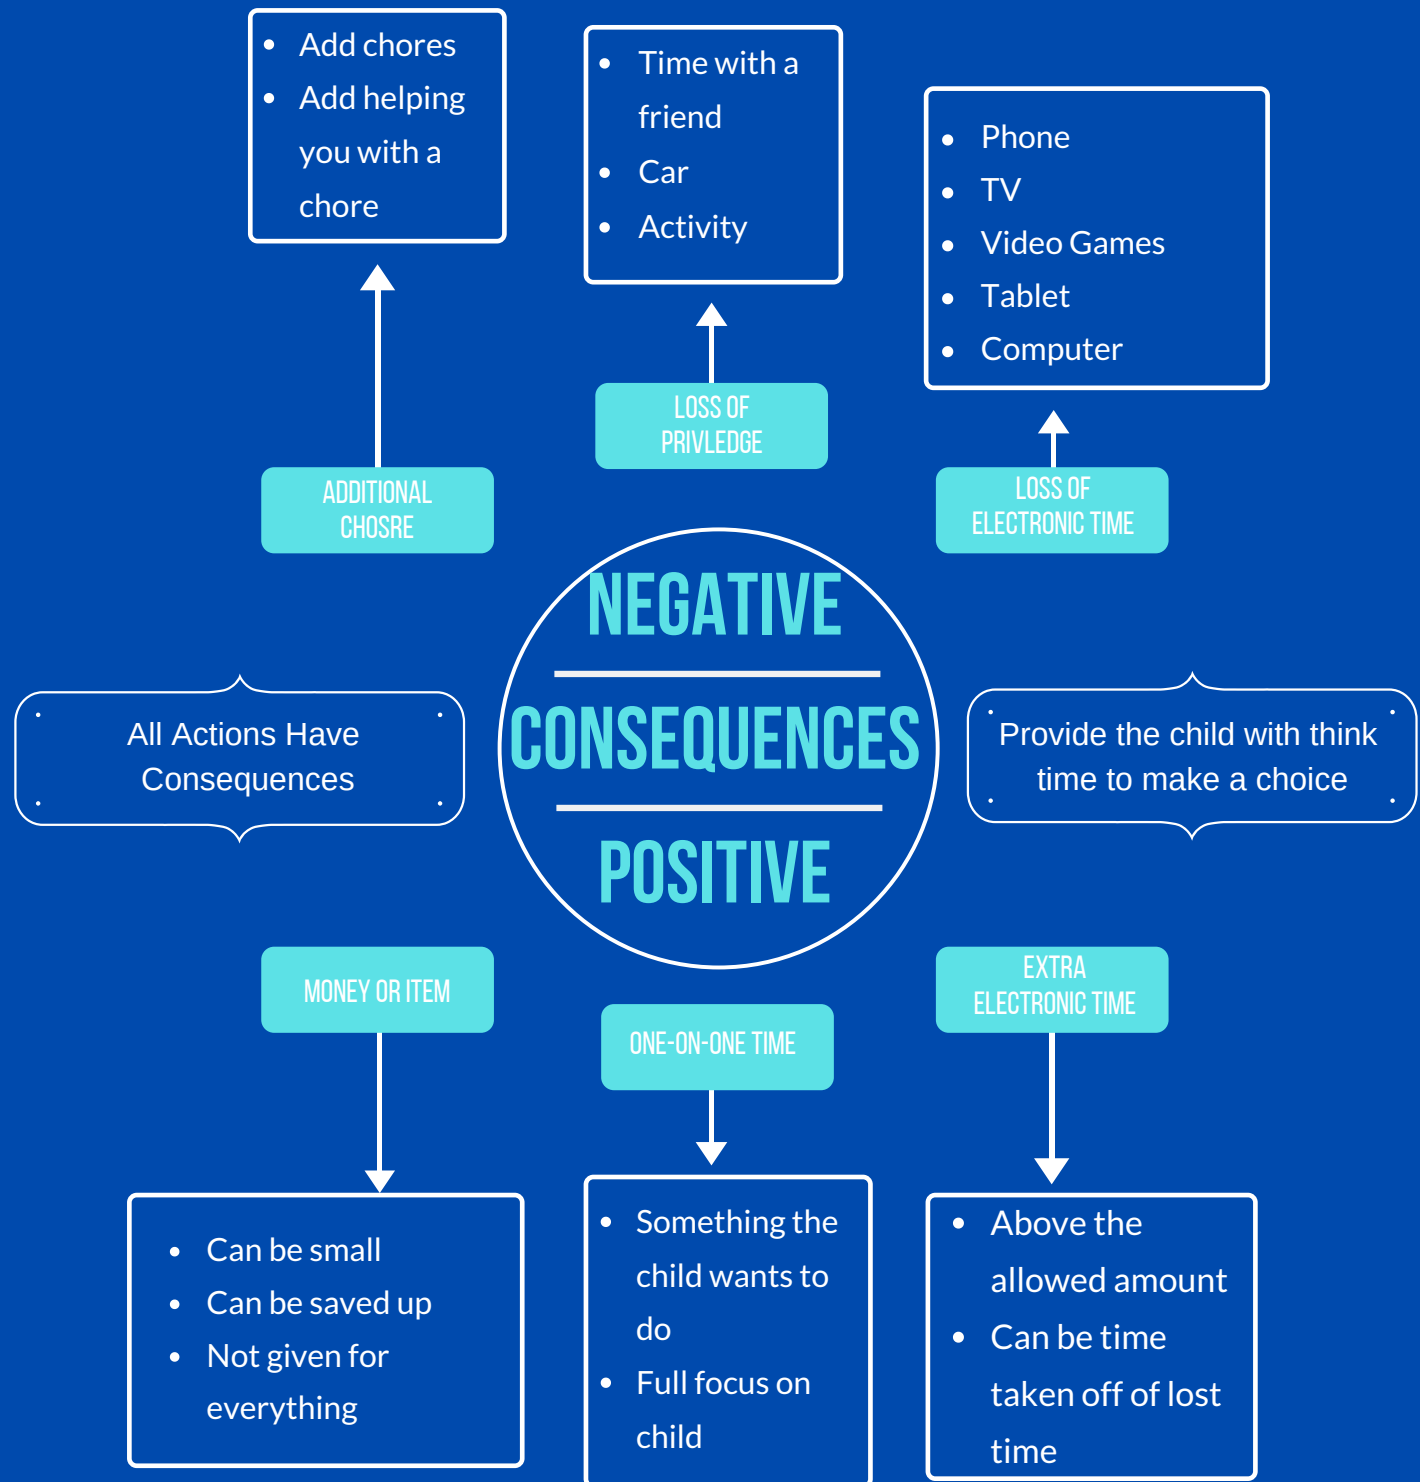 Add chores
Add helping
you with a
chore
Time with a
friend
Car
Activity
Phone
TV
Video Games
Tablet
Computer
LOSS OF
PRIVLEDGE
ADDITIONAL
CHOSRE
LOSS OF
ELECTRONIC TIME
NEGATIVE
CONSEQUENCES
POSITIVE
All Actions Have
Consequences
Provide the child with think
time to make a choice
MONEY OR ITEM
ONE-ON-ONE TIME
EXTRA
ELECTRONIC TIME
Can be small
Can be saved up
Not given for
everything
Something the
child wants to
do
Full focus on
child
Above the
allowed amount
Can be time
taken off of lost
time